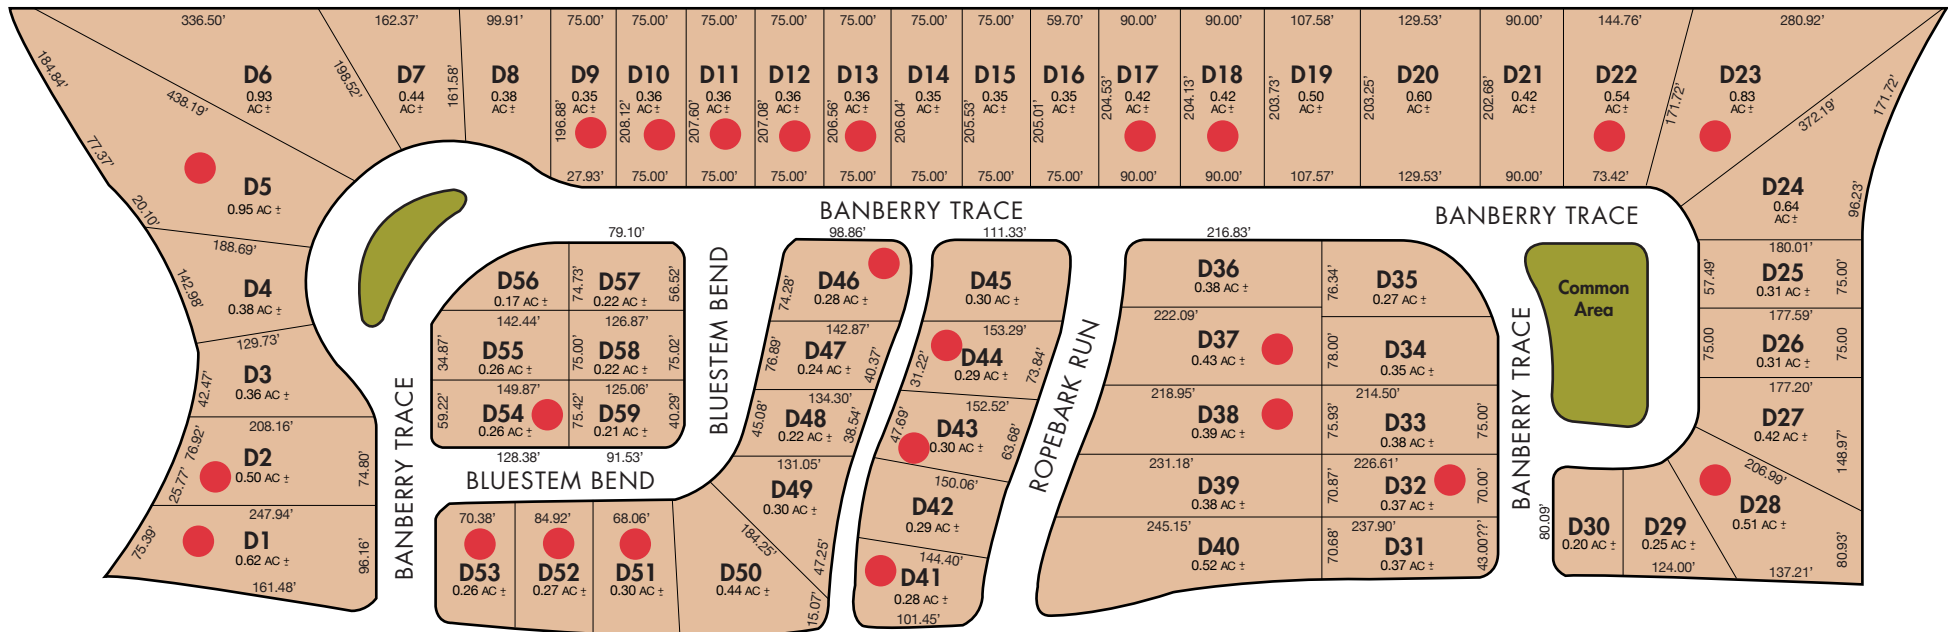 336.50'
162.37'
99.91'
75.00'
75.00'
75.00'
75.00'
75.00'
75.00'
75.00'
59.70'
90.00'
90.00'
107.58'
129.53'
90.00'
144.76'
280.92'
184.84'
D6
0.93
AC ±
438.19'
198.52'
D7
0.44
AC ±
161.58'
D8
0.38
AC ±
D9
0.35
AC ±
196.88'
D10
0.36
AC ±
208.12'
D11
0.36
AC ±
207.60'
D12
0.36
AC ±
207.08'
D13
0.36
AC ±
206.56'
D14
0.35
AC ±
206.04'
D15
0.35
AC ±
205.53'
D16
0.35
AC ±
205.01'
D17
0.42
AC ±
204.53'
D18
0.42
AC ±
204.13'
D19
0.50
AC ±
203.73'
D20
0.60
AC ±
203.25'
D21
0.42
AC ±
202.68'
D22
0.54
AC ±
171.72'
D23
0.83
AC ±
372.19'
171.72'
27.93'
75.00'
75.00'
75.00'
75.00'
75.00'
75.00'
75.00'
90.00'
90.00'
107.57'
129.53'
90.00'
73.42'
77.37'
D5
0.95 AC ±
20.10'
188.69'
D4
0.38 AC ±
142.98'
129.73'
D3
0.36 AC ±
42.47'
208.16'
D2
0.50 AC ±
76.92'
25.77'
74.80'
247.94'
D1
0.62 AC ±
75.39'
96.16'
161.48'
BANBERRY TRACE
BANBERRY TRACE
BANBERRY TRACE
BANBERRY TRACE
BLUESTEM BEND
BLUESTEM BEND
ROPEBARK RUN
79.10'
D56
0.17 AC ±
74.73'
D57
0.22 AC ±
56.52'
142.44'
126.87'
34.87'
D55
0.26 AC ±
75.00'
D58
0.22 AC ±
75.02'
149.87'
125.06'
59.22'
D54
0.26 AC ±
75.42'
D59
0.21 AC ±
40.29'
128.38'
91.53'
70.38'
84.92'
68.06'
D53
0.26 AC ±
D52
0.27 AC ±
D51
0.30 AC ±
D50
0.44 AC ±
184.25'
15.07'
98.86'
D46
0.28 AC ±
74.28'
142.87'
D47
0.24 AC ±
76.89'
40.37'
134.30'
D48
0.22 AC ±
45.08'
38.54'
131.05'
D49
0.30 AC ±
47.25'
111.33'
D45
0.30 AC ±
153.29'
D44
0.29 AC ±
31.22'
73.84'
152.52'
D43
0.30 AC ±
47.69'
63.68'
150.06'
D42
0.29 AC ±
144.40'
D41
0.28 AC ±
101.45'
216.83'
D36
0.38 AC ±
76.34'
D35
0.27 AC ±
222.09'
D37
0.43 AC ±
78.00'
D34
0.35 AC ±
218.95'
214.50'
D38
0.39 AC ±
75.93'
D33
0.38 AC ±
75.00'
231.18'
226.61'
D39
0.38 AC ±
70.87'
D32
0.37 AC ±
70.00'
245.15'
237.90'
D40
0.52 AC ±
70.68'
D31
0.37 AC ±
43.00??'
Common
Area
D24
0.64
AC ±
96.23'
180.01'
D25
0.31 AC ±
57.49'
75.00'
177.59'
D26
0.31 AC ±
75.00
75.00
177.20'
D27
0.42 AC ±
148.97'
206.99'
D28
0.51 AC ±
80.93'
137.21'
80.09'
D30
0.20 AC ±
D29
0.25 AC ±
124.00'